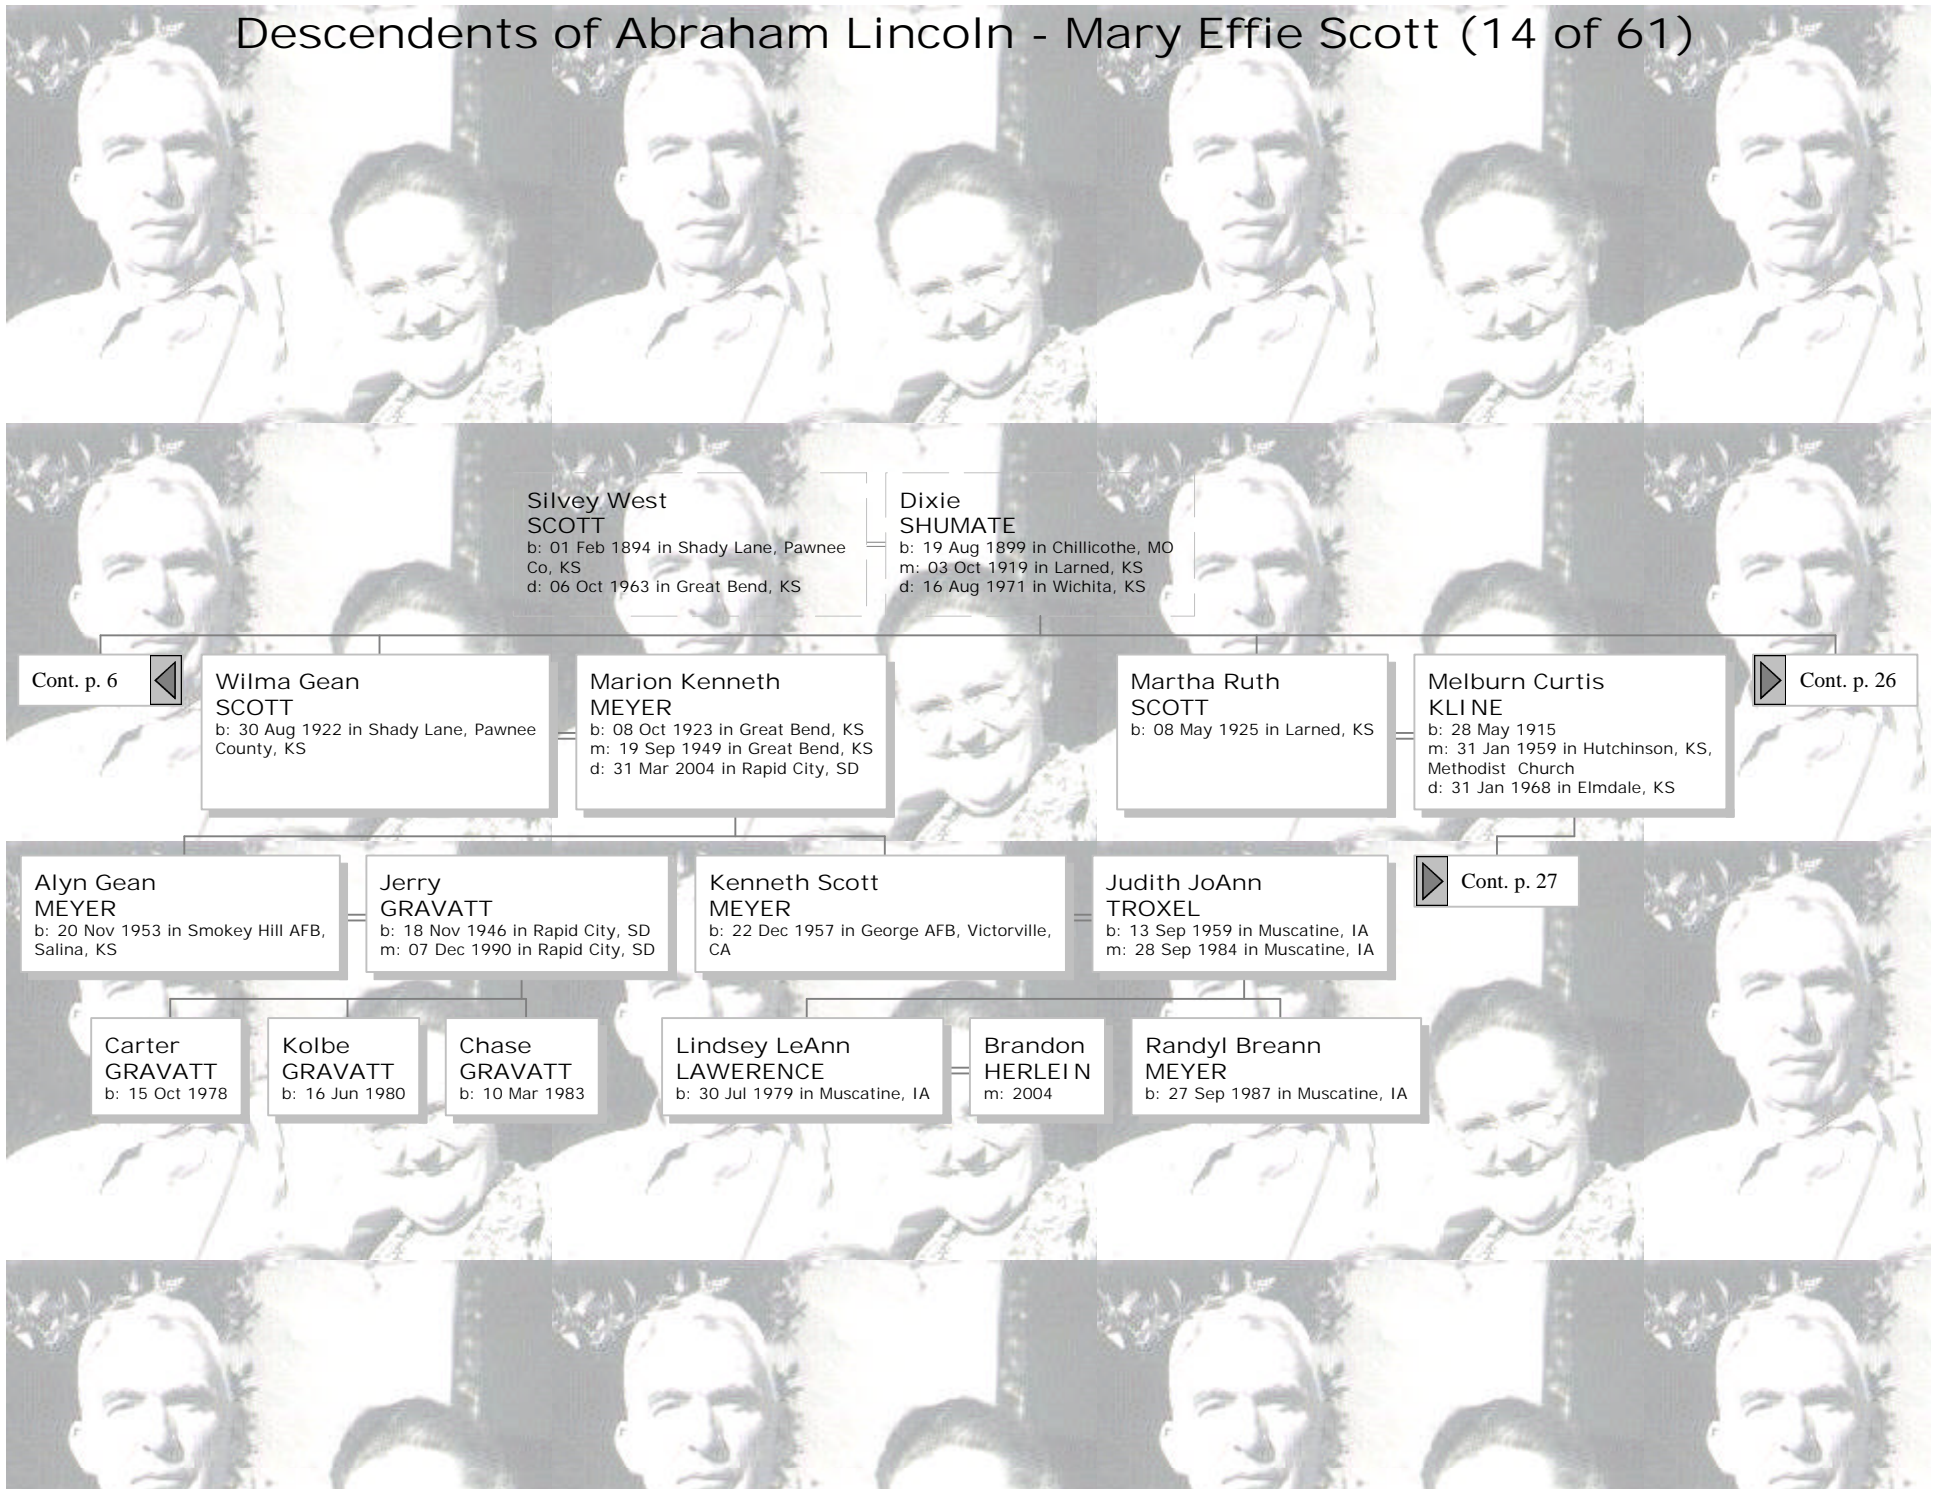 Descendents of Abraham Lincoln - Mary Effie Scott (14 of 61)
Silvey West
SCOTT
b: 01 Feb 1894 in Shady Lane, Pawnee
Co, KS
d: 06 Oct 1963 in Great Bend, KS
Dixie
SHUMATE
b: 19 Aug 1899 in Chillicothe, MO
m: 03 Oct 1919 in Larned, KS
d: 16 Aug 1971 in Wichita, KS
Cont. p. 6
Wilma Gean
SCOTT
b: 30 Aug 1922 in Shady Lane, Pawnee
County, KS
Marion Kenneth
MEYER
b: 08 Oct 1923 in Great Bend, KS
m: 19 Sep 1949 in Great Bend, KS
d: 31 Mar 2004 in Rapid City, SD
Martha Ruth
SCOTT
b: 08 May 1925 in Larned, KS
Melburn Curtis
KLINE
b: 28 May 1915
m: 31 Jan 1959 in Hutchinson, KS,
Methodist Church
d: 31 Jan 1968 in Elmdale, KS
Cont. p. 26
Alyn Gean
MEYER
b: 20 Nov 1953 in Smokey Hill AFB,
Salina, KS
Jerry
GRAVATT
b: 18 Nov 1946 in Rapid City, SD
m: 07 Dec 1990 in Rapid City, SD
Kenneth Scott
MEYER
b: 22 Dec 1957 in George AFB, Victorville,
CA
Judith JoAnn
TROXEL
b: 13 Sep 1959 in Muscatine, IA
m: 28 Sep 1984 in Muscatine, IA
Cont. p. 27
Carter
GRAVATT
b: 15 Oct 1978
Kolbe
GRAVATT
b: 16 Jun 1980
Chase
GRAVATT
b: 10 Mar 1983
Lindsey LeAnn
LAWERENCE
b: 30 Jul 1979 in Muscatine, IA
Brandon
HERLEIN
m: 2004
Randyl Breann
MEYER
b: 27 Sep 1987 in Muscatine, IA